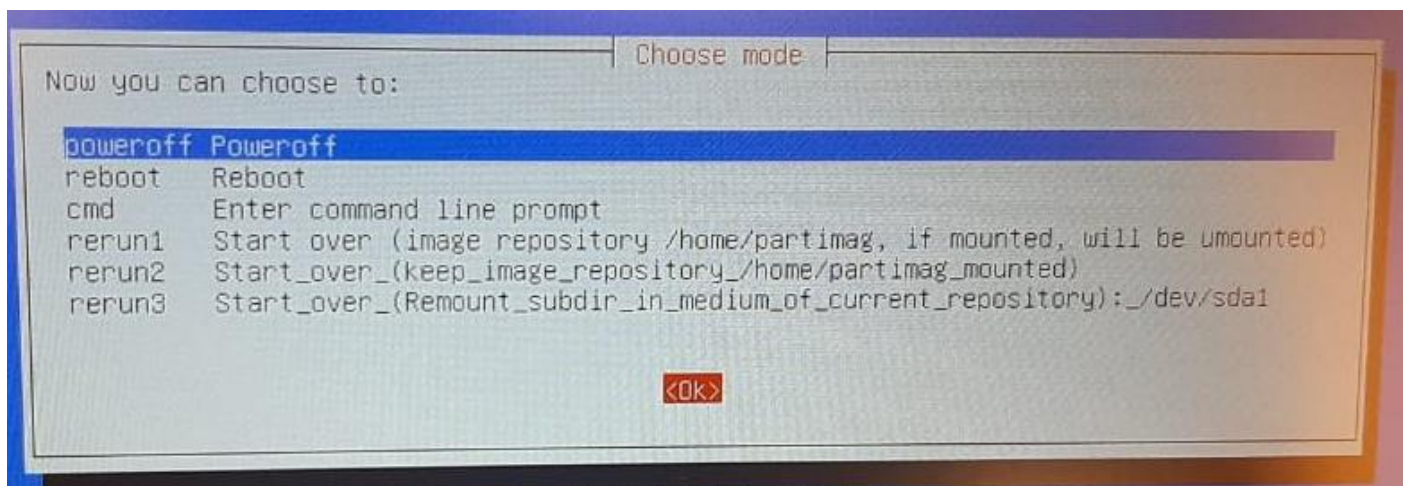 Choose mode
Now you can choose to:
poweroff Poweroff
reboot Reboot
cmd Enter command line prompt
rerun1 Start over (image repository /home/partimag, if mounted, will be umounted)
rerun2 Start_over_(keep_image_repository_/home/partimag_mounted)
rerun3 Start_over_(Remount_subdir_in_medium_of_current_repository):_/dev/sda1
<Ok>